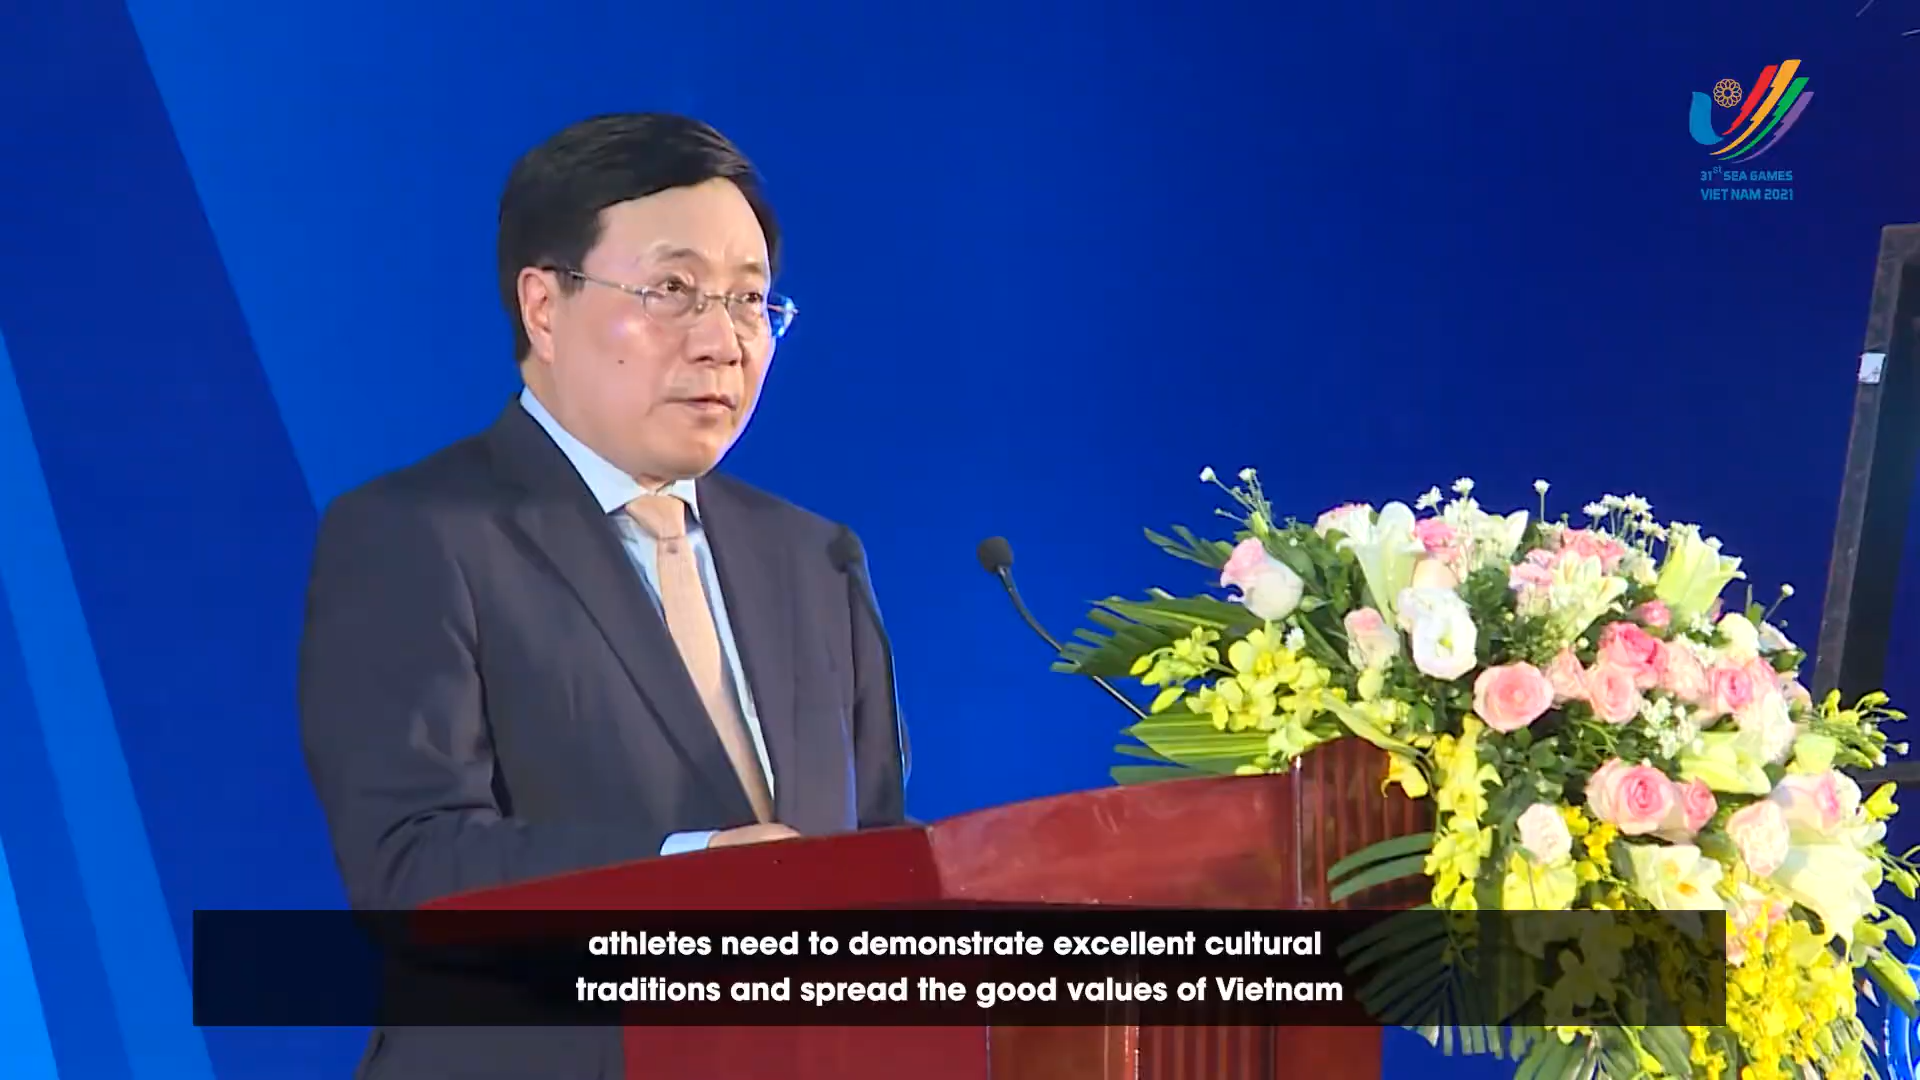 31st SEA GAMES
VIET NAM 2021
athletes need to demonstrate excellent cultural
traditions and spread the good values of Vietnam